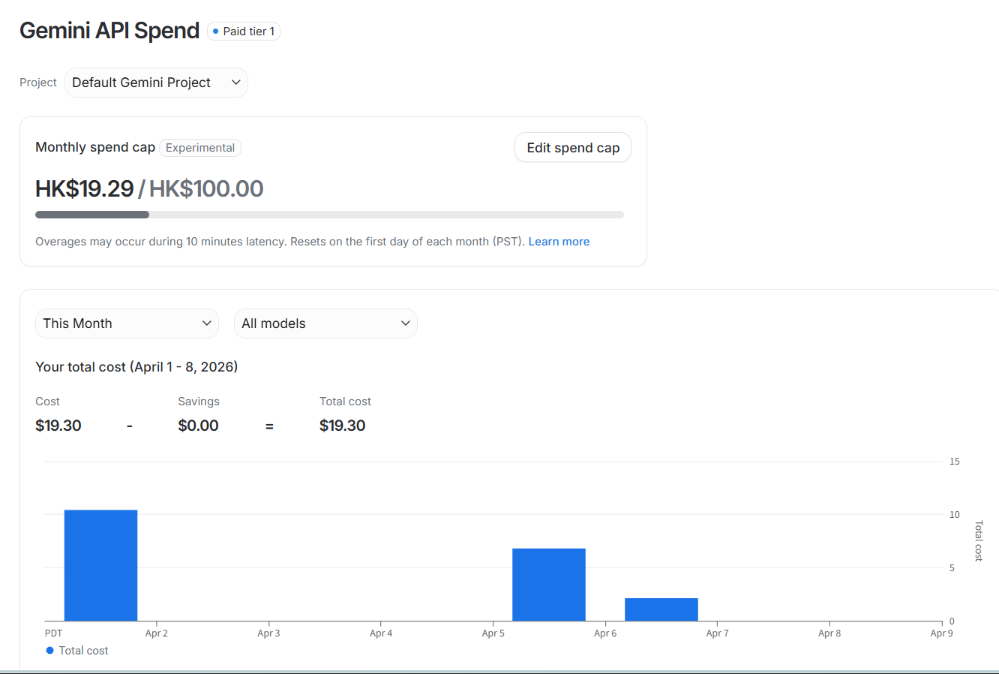 Gemini API Spend
Paid tier 1
Project
Default Gemini Project
Monthly spend cap
Experimental
Edit spend cap
HK$19.29 / HK$100.00
Overages may occur during 10 minutes latency. Resets on the first day of each month (PST). Learn more
This Month
All models
Your total cost (April 1 - 8, 2026)
Cost Savings Total cost
$19.30 - $0.00 = $19.30
15
10
5
0
Total cost
PDT Apr 2 Apr 3 Apr 4 Apr 5 Apr 6 Apr 7 Apr 8 Apr 9
Total cost